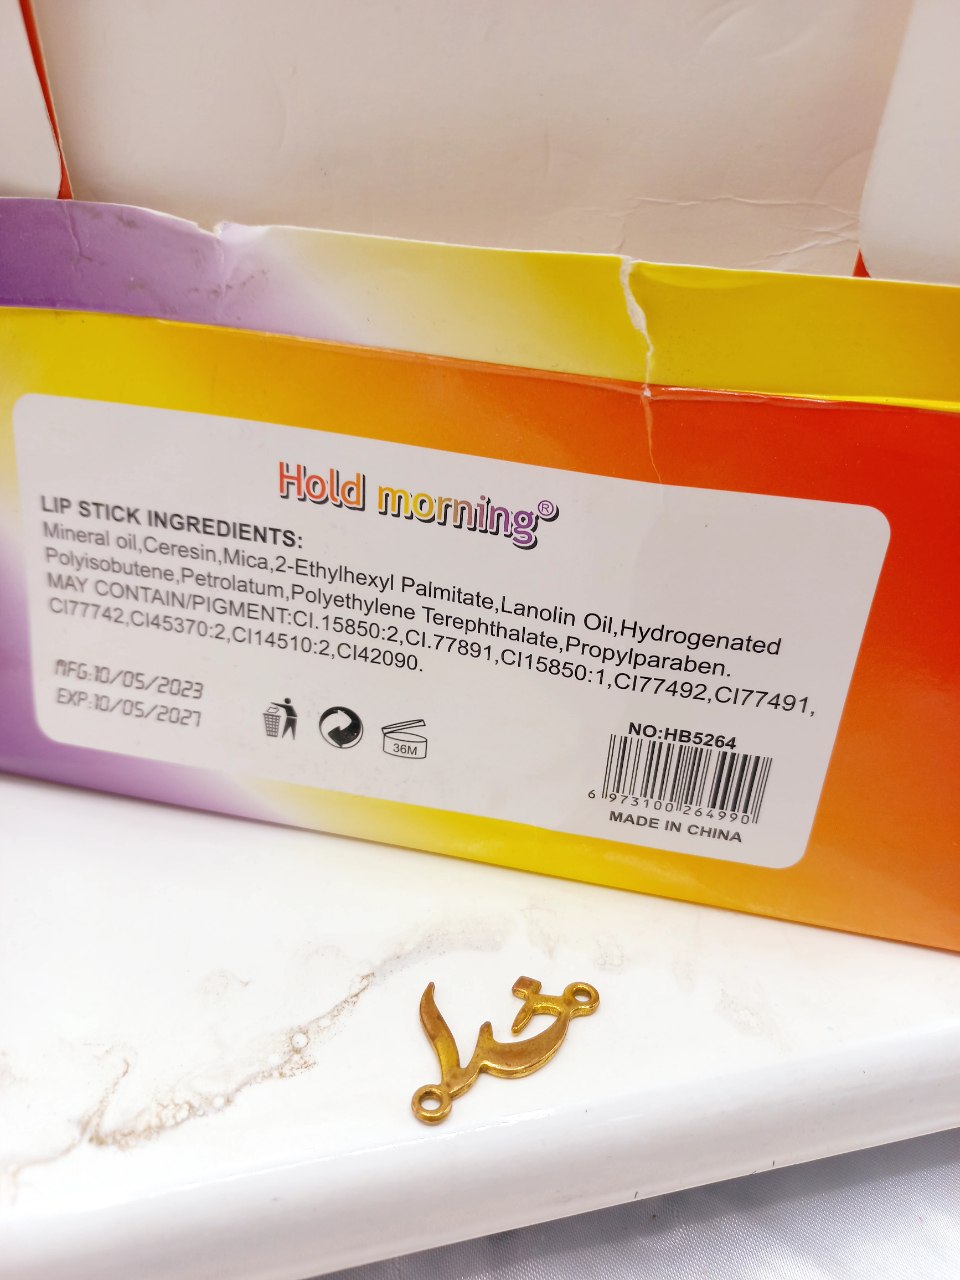 Hold morning®
LIP STICK INGREDIENTS:
Mineral oil,Ceresin,Mica,2-Ethylhexyl Palmitate,Lanolin Oil,Hydrogenated
Polyisobutene,Petrolatum,Polyethylene Terephthalate,Propylparaben.
MAY CONTAIN/PIGMENT:CI.15850:2,CI.77891,CI15850:1,CI77492,CI77491,
CI77742,CI45370:2,CI14510:2,CI42090.
MFG:10/05/2023
EXP:10/05/2027
36M
NO:HB5264
6 973100 264990
MADE IN CHINA